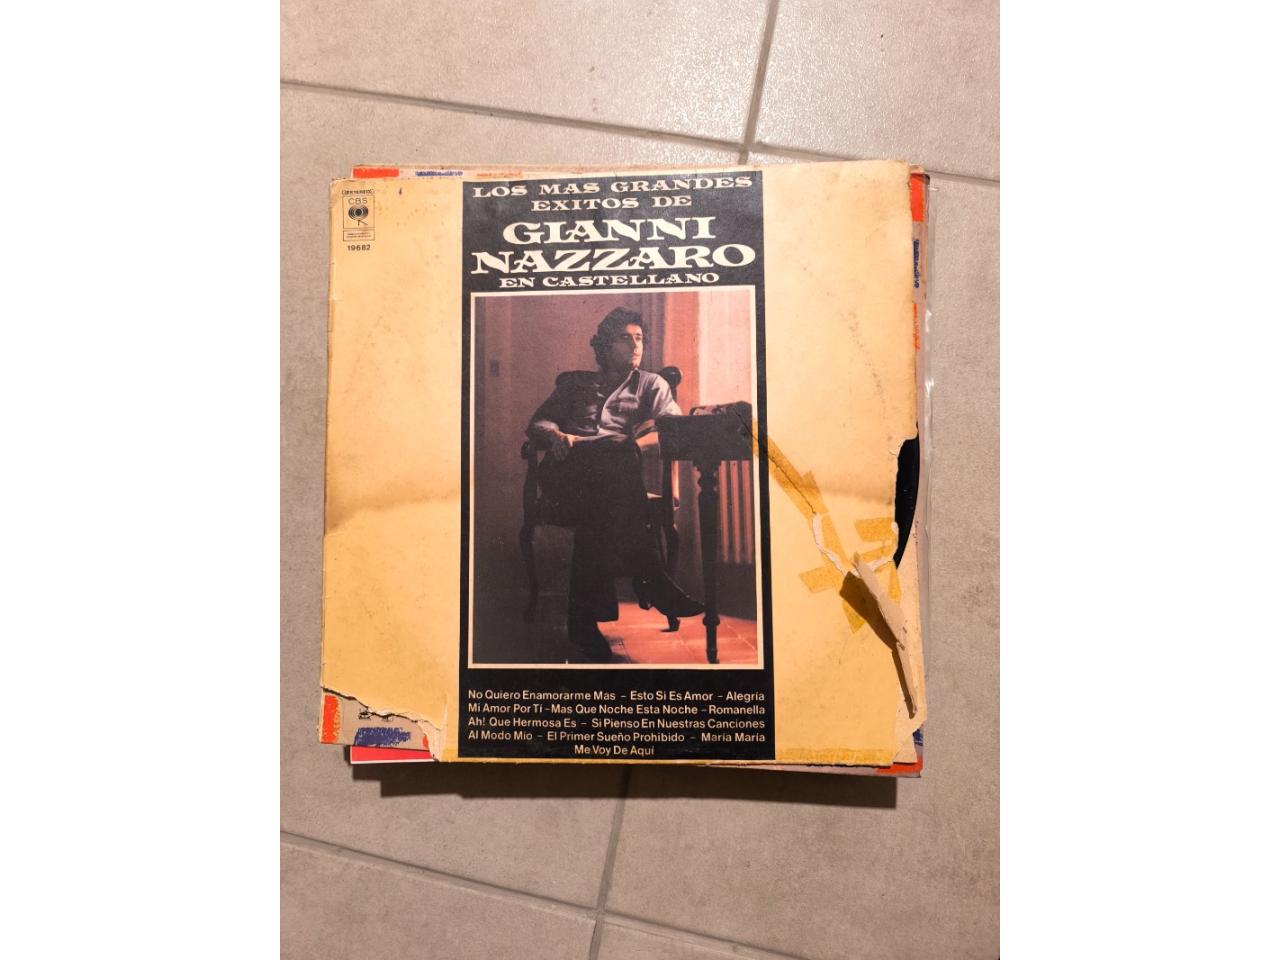 LOS MAS GRANDES
EXITOS DE
GIANNI
NAZZARO
EN CASTELLANO
CBS
19682
No Quiero Enamorarme Mas – Esto Si Es Amor – Alegría
Mi Amor Por Tí – Mas Que Noche Esta Noche – Romanella
Ah! Que Hermosa Es – Si Pienso En Nuestras Canciones
Al Modo Mio – El Primer Sueño Prohibido – María María
Me Voy De Aquí